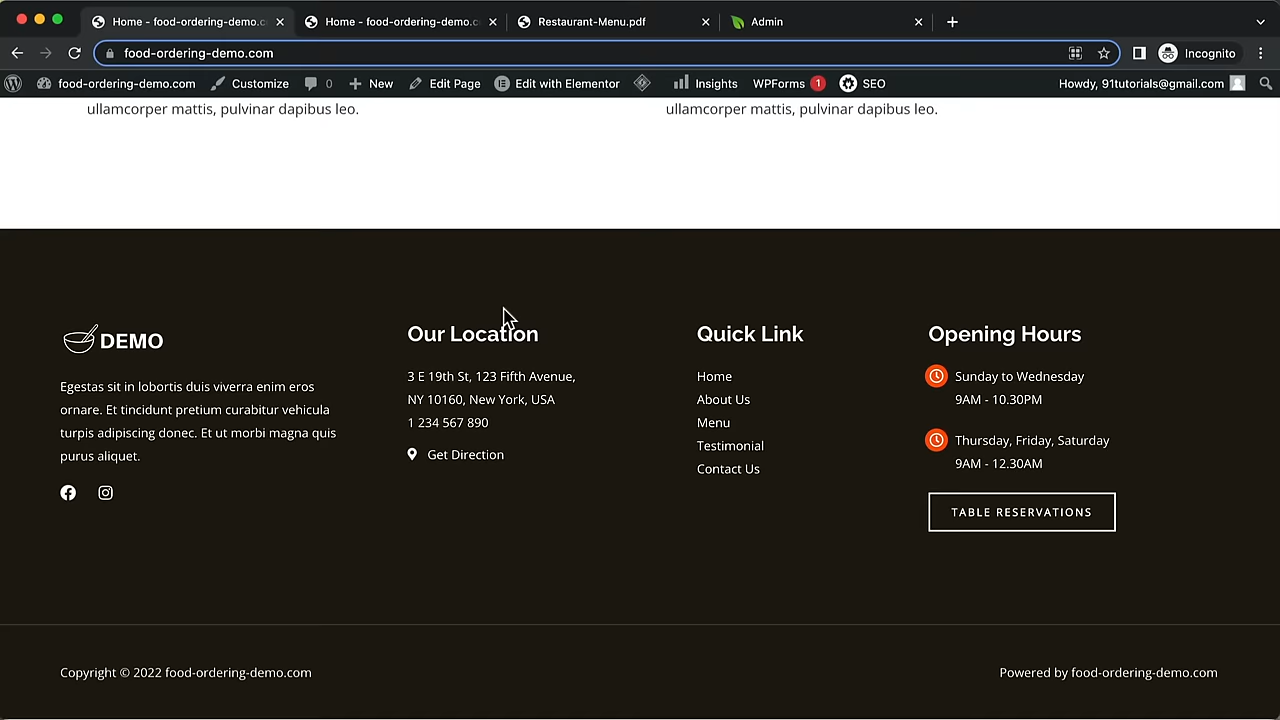 Home - food-ordering-demo.c
Home - food-ordering-demo.c
Restaurant-Menu.pdf
Admin
food-ordering-demo.com
Incognito
food-ordering-demo.com
Customize
0
New
Edit Page
Edit with Elementor
Insights
WPForms 1
SEO
Howdy, 91tutorials@gmail.com
ullamcorper mattis, pulvinar dapibus leo.
ullamcorper mattis, pulvinar dapibus leo.
DEMO
Egestas sit in lobortis duis viverra enim eros
ornare. Et tincidunt pretium curabitur vehicula
turpis adipiscing donec. Et ut morbi magna quis
purus aliquet.
Our Location
3 E 19th St, 123 Fifth Avenue,
NY 10160, New York, USA
1 234 567 890
Get Direction
Quick Link
Home
About Us
Menu
Testimonial
Contact Us
Opening Hours
Sunday to Wednesday
9AM - 10.30PM
Thursday, Friday, Saturday
9AM - 12.30AM
TABLE RESERVATIONS
Copyright © 2022 food-ordering-demo.com
Powered by food-ordering-demo.com